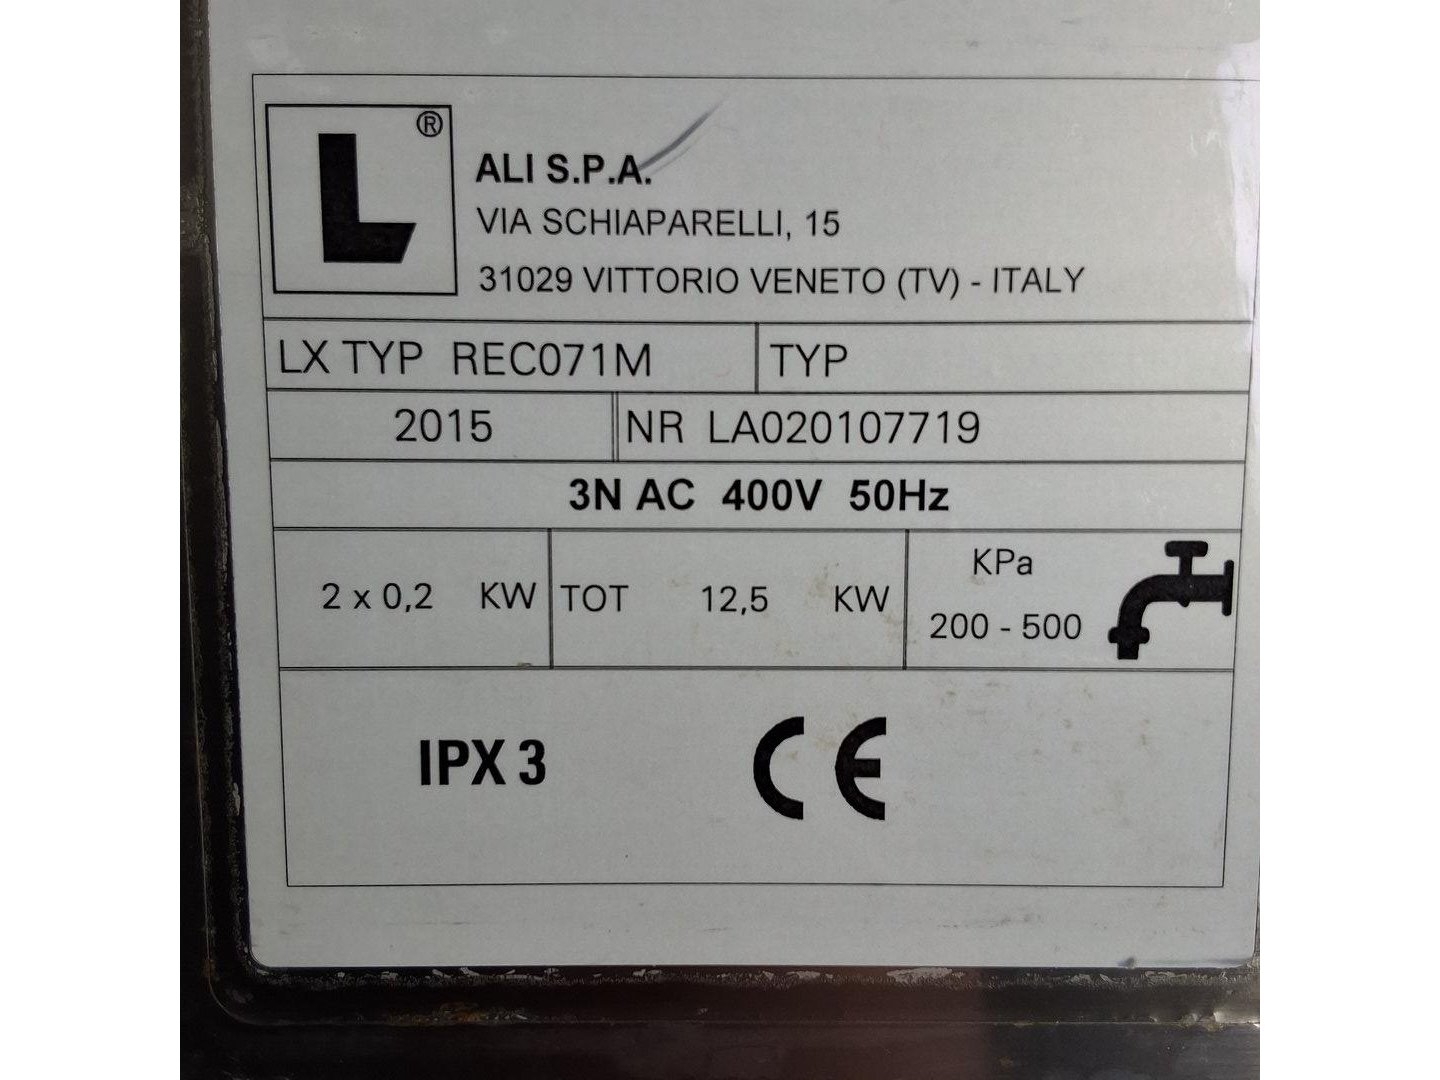 L®
ALI S.P.A.
VIA SCHIAPARELLI, 15
31029 VITTORIO VENETO (TV) - ITALY
LX TYP REC071M TYP
2015 NR LA020107719
3N AC 400V 50Hz
2 x 0,2 KW TOT 12,5 KW KPa
200 - 500
IPX 3 CE